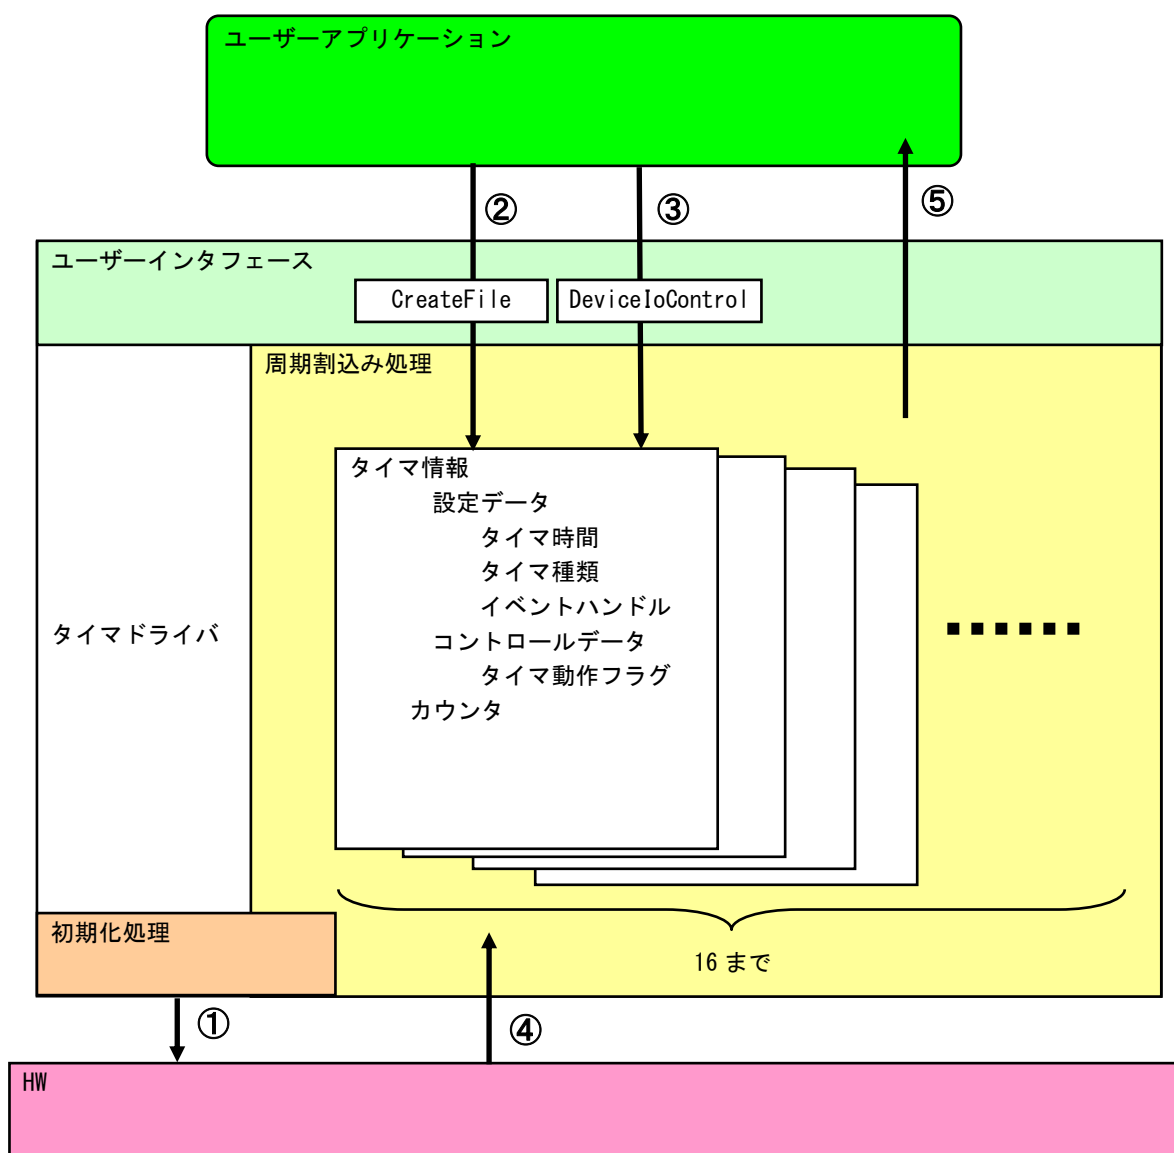 ユーザーアプリケーション
②
③
⑤
ユーザーインタフェース
CreateFile
DeviceIoControl
周期割込み処理
タイマ情報
設定データ
タイマ時間
タイマ種類
イベントハンドル
タイマドライバ
コントロールデータ
タイマ動作フラグ
カウンタ
初期化処理
16 まで
①
④
HW